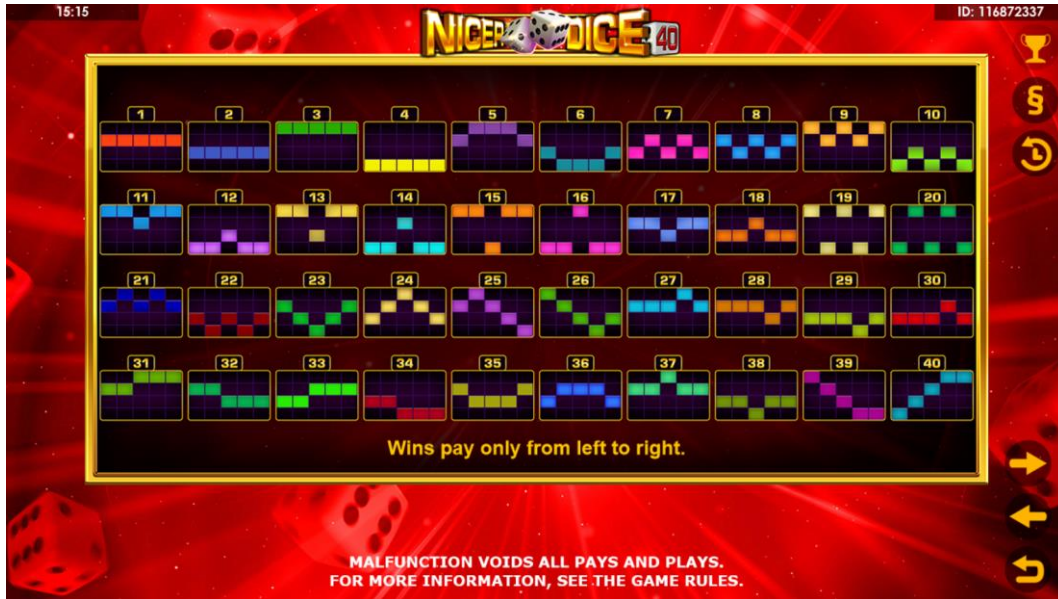 15:15
ID: 116872337
NICER DICE 40
1 2 3 4 5 6 7 8 9 10
11 12 13 14 15 16 17 18 19 20
21 22 23 24 25 26 27 28 29 30
31 32 33 34 35 36 37 38 39 40
Wins pay only from left to right.
MALFUNCTION VOIDS ALL PAYS AND PLAYS.
FOR MORE INFORMATION, SEE THE GAME RULES.
§